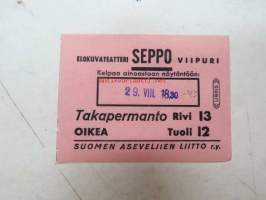 ELOKUVATEATTERI SEPPO VIIPURI
Kelpaa ainoastaan näytäntöön:
29. VIII. 18.30
Takapermanto Rivi 13
OIKEA Tuoli 12
SUOMEN ASEVELJIEN LIITTO r.y.